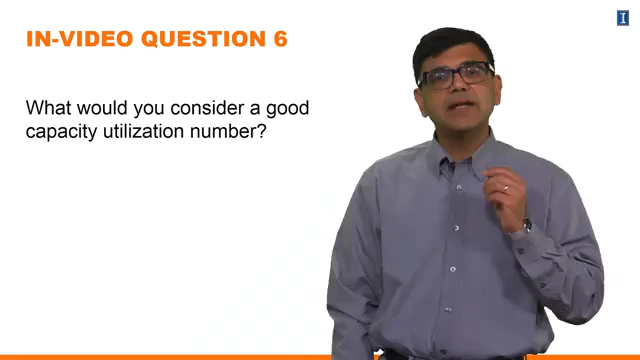 IN-VIDEO QUESTION 6
What would you consider a good
capacity utilization number?
I